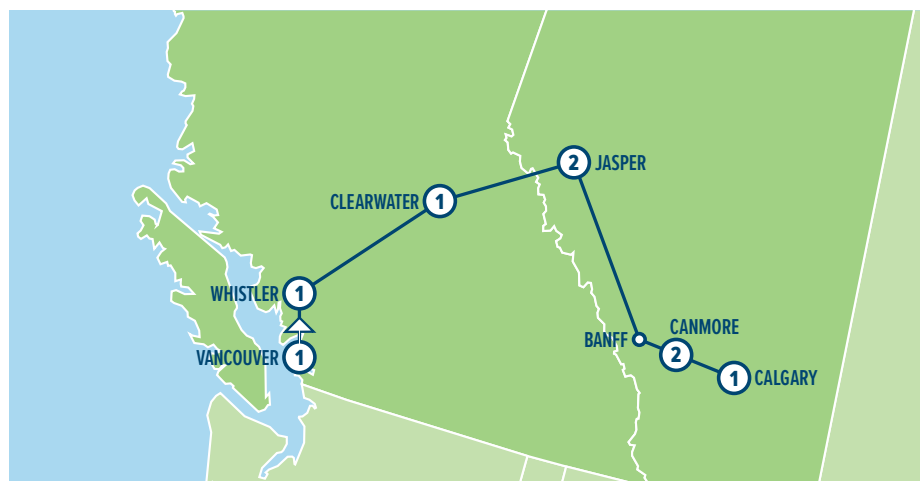 2 JASPER
CLEARWATER 1
WHISTLER 1
CANMORE
BANFF
2
VANCOUVER 1
1 CALGARY